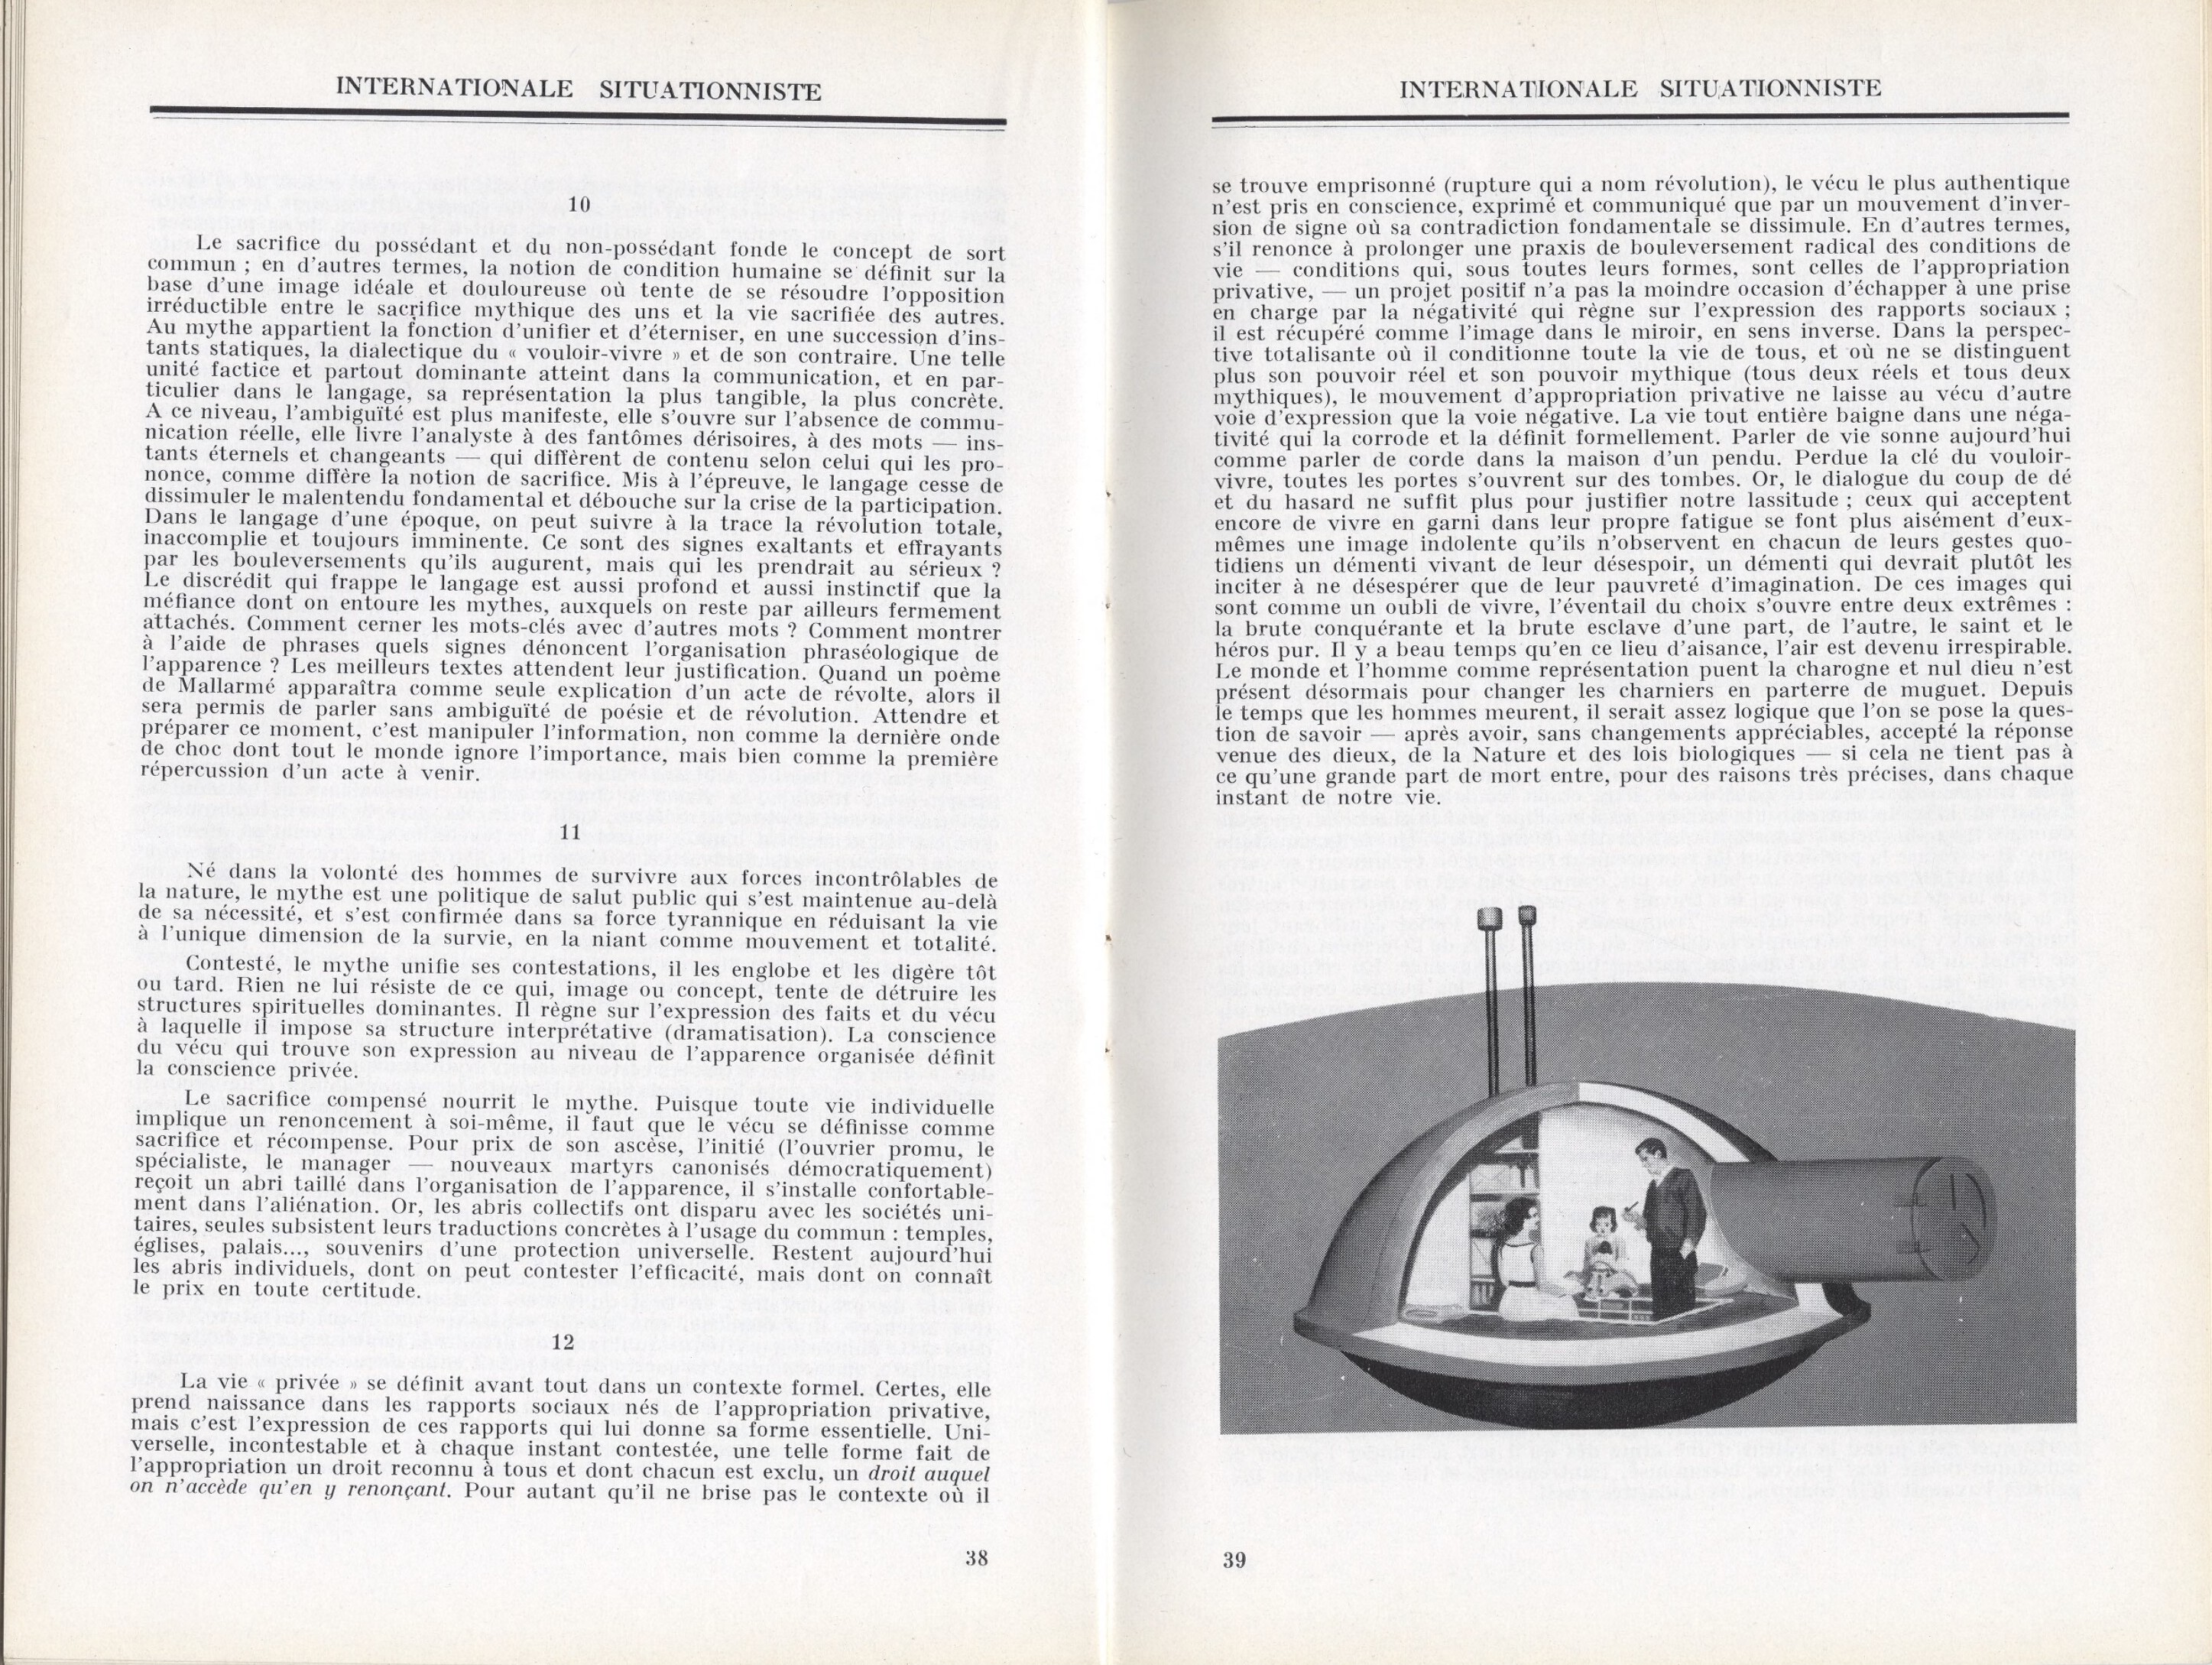 INTERNATIONALE SITUATIONNISTE
10
Le sacrifice du possédant et du non-possédant fonde le concept de sort
commun ; en d'autres termes, la notion de condition humaine se définit sur la
base d'une image idéale et douloureuse où tente de se résoudre l'opposition
irréductible entre le sacrifice mythique des uns et la vie sacrifiée des autres.
Au mythe appartient la fonction d'unifier et d'éterniser, en une succession d'ins-
tants statiques, la dialectique du « vouloir-vivre » et de son contraire. Une telle
unité factice et partout dominante atteint dans la communication, et en par-
ticulier dans le langage, sa représentation la plus tangible, la plus concrète.
A ce niveau, l'ambiguïté est plus manifeste, elle s'ouvre sur l'absence de commu-
nication réelle, elle livre l'analyste à des fantômes dérisoires, à des mots — ins-
tants éternels et changeants — qui diffèrent de contenu selon celui qui les pro-
nonce, comme diffère la notion de sacrifice. Mis à l'épreuve, le langage cesse de
dissimuler le malentendu fondamental et débouche sur la crise de la participation.
Dans le langage d'une époque, on peut suivre à la trace la révolution totale,
inaccomplie et toujours imminente. Ce sont des signes exaltants et effrayants
par les bouleversements qu'ils augurent, mais qui les prendrait au sérieux ?
Le discrédit qui frappe le langage est aussi profond et aussi instinctif que la
méfiance dont on entoure les mythes, auxquels on reste par ailleurs fermement
attachés. Comment cerner les mots-clés avec d'autres mots ? Comment montrer
à l'aide de phrases quels signes dénoncent l'organisation phraséologique de
l'apparence ? Les meilleurs textes attendent leur justification. Quand un poème
de Mallarmé apparaîtra comme seule explication d'un acte de révolte, alors il
sera permis de parler sans ambiguïté de poésie et de révolution. Attendre et
préparer ce moment, c'est manipuler l'information, non comme la dernière onde
de choc dont tout le monde ignore l'importance, mais bien comme la première
répercussion d'un acte à venir.
11
Né dans la volonté des hommes de survivre aux forces incontrôlables de
la nature, le mythe est une politique de salut public qui s'est maintenue au-delà
de sa nécessité, et s'est confirmée dans sa force tyrannique en réduisant la vie
à l'unique dimension de la survie, en la niant comme mouvement et totalité.
Contesté, le mythe unifie ses contestations, il les englobe et les digère tôt
ou tard. Rien ne lui résiste de ce qui, image ou concept, tente de détruire les
structures spirituelles dominantes. Il règne sur l'expression des faits et du vécu
à laquelle il impose sa structure interprétative (dramatisation). La conscience
du vécu qui trouve son expression au niveau de l'apparence organisée définit
la conscience privée.
Le sacrifice compensé nourrit le mythe. Puisque toute vie individuelle
implique un renoncement à soi-même, il faut que le vécu se définisse comme
sacrifice et récompense. Pour prix de son ascèse, l'initié (l'ouvrier promu, le
spécialiste, le manager — nouveaux martyrs canonisés démocratiquement)
reçoit un abri taillé dans l'organisation de l'apparence, il s'installe confortable-
ment dans l'aliénation. Or, les abris collectifs ont disparu avec les sociétés uni-
taires, seules subsistent leurs traductions concrètes à l'usage du commun : temples,
églises, palais..., souvenirs d'une protection universelle. Restent aujourd'hui
les abris individuels, dont on peut contester l'efficacité, mais dont on connaît
le prix en toute certitude.
12
La vie « privée » se définit avant tout dans un contexte formel. Certes, elle
prend naissance dans les rapports sociaux nés de l'appropriation privative,
mais c'est l'expression de ces rapports qui lui donne sa forme essentielle. Uni-
verselle, incontestable et à chaque instant contestée, une telle forme fait de
l'appropriation un droit reconnu à tous et dont chacun est exclu, un droit auquel
on n'accède qu'en y renonçant. Pour autant qu'il ne brise pas le contexte où il
38
INTERNATIONALE SITUATIONNISTE
se trouve emprisonné (rupture qui a nom révolution), le vécu le plus authentique
n'est pris en conscience, exprimé et communiqué que par un mouvement d'inver-
sion de signe où sa contradiction fondamentale se dissimule. En d'autres termes,
s'il renonce à prolonger une praxis de bouleversement radical des conditions de
vie — conditions qui, sous toutes leurs formes, sont celles de l'appropriation
privative, — un projet positif n'a pas la moindre occasion d'échapper à une prise
en charge par la négativité qui règne sur l'expression des rapports sociaux ;
il est récupéré comme l'image dans le miroir, en sens inverse. Dans la perspec-
tive totalisante où il conditionne toute la vie de tous, et où ne se distinguent
plus son pouvoir réel et son pouvoir mythique (tous deux réels et tous deux
mythiques), le mouvement d'appropriation privative ne laisse au vécu d'autre
voie d'expression que la voie négative. La vie tout entière baigne dans une néga-
tivité qui la corrode et la définit formellement. Parler de vie sonne aujourd'hui
comme parler de corde dans la maison d'un pendu. Perdue la clé du vouloir-
vivre, toutes les portes s'ouvrent sur des tombes. Or, le dialogue du coup de dé
et du hasard ne suffit plus pour justifier notre lassitude ; ceux qui acceptent
encore de vivre en garni dans leur propre fatigue se font plus aisément d'eux-
mêmes une image indolente qu'ils n'observent en chacun de leurs gestes quo-
tidiens un démenti vivant de leur désespoir, un démenti qui devrait plutôt les
inciter à ne désespérer que de leur pauvreté d'imagination. De ces images qui
sont comme un oubli de vivre, l'éventail du choix s'ouvre entre deux extrêmes :
la brute conquérante et la brute esclave d'une part, de l'autre, le saint et le
héros pur. Il y a beau temps qu'en ce lieu d'aisance, l'air est devenu irrespirable.
Le monde et l'homme comme représentation puent la charogne et nul dieu n'est
présent désormais pour changer les charniers en parterre de muguet. Depuis
le temps que les hommes meurent, il serait assez logique que l'on se pose la ques-
tion de savoir — après avoir, sans changements appréciables, accepté la réponse
venue des dieux, de la Nature et des lois biologiques — si cela ne tient pas à
ce qu'une grande part de mort entre, pour des raisons très précises, dans chaque
instant de notre vie.
39